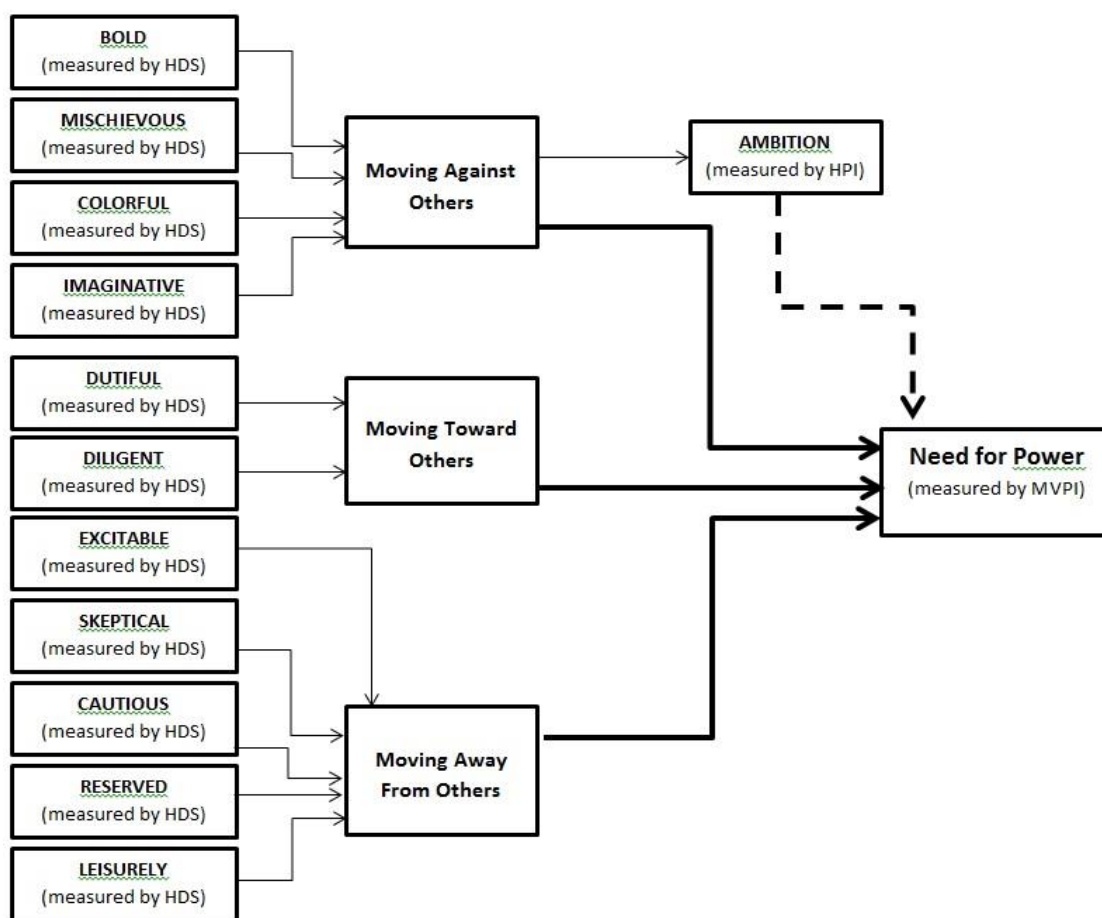 BOLD
(measured by HDS)
MISCHIEVOUS
(measured by HDS)
COLORFUL
(measured by HDS)
IMAGINATIVE
(measured by HDS)
DUTIFUL
(measured by HDS)
DILIGENT
(measured by HDS)
EXCITABLE
(measured by HDS)
SKEPTICAL
(measured by HDS)
CAUTIOUS
(measured by HDS)
RESERVED
(measured by HDS)
LEISURELY
(measured by HDS)
Moving Against
Others
Moving Toward
Others
Moving Away
From Others
AMBITION
(measured by HPI)
Need for Power
(measured by MVPI)